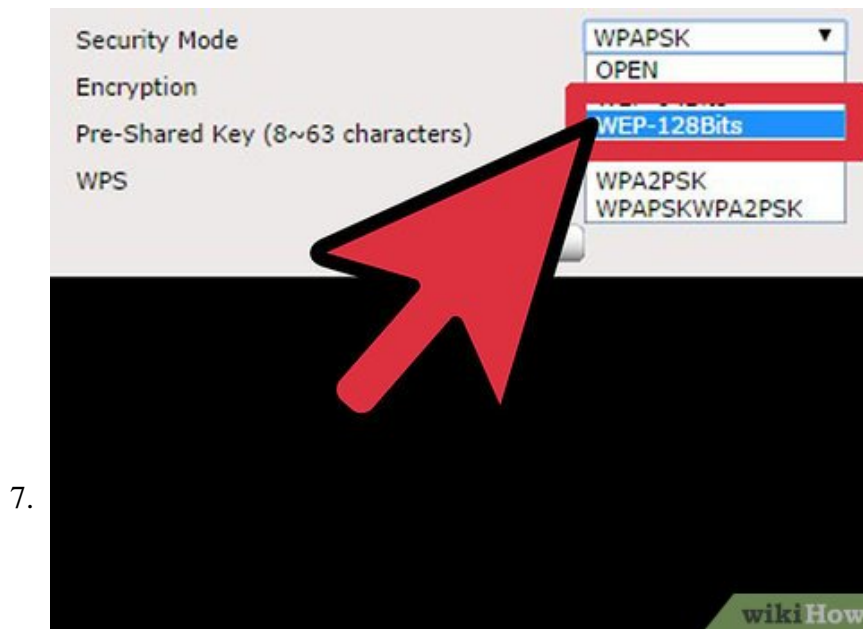 Security Mode
WPAPSK
OPEN
Encryption
WEP-128Bits
Pre-Shared Key (8~63 characters)
WPS
WPA2PSK
WPAPSKWPA2PSK
7.
wikiHow